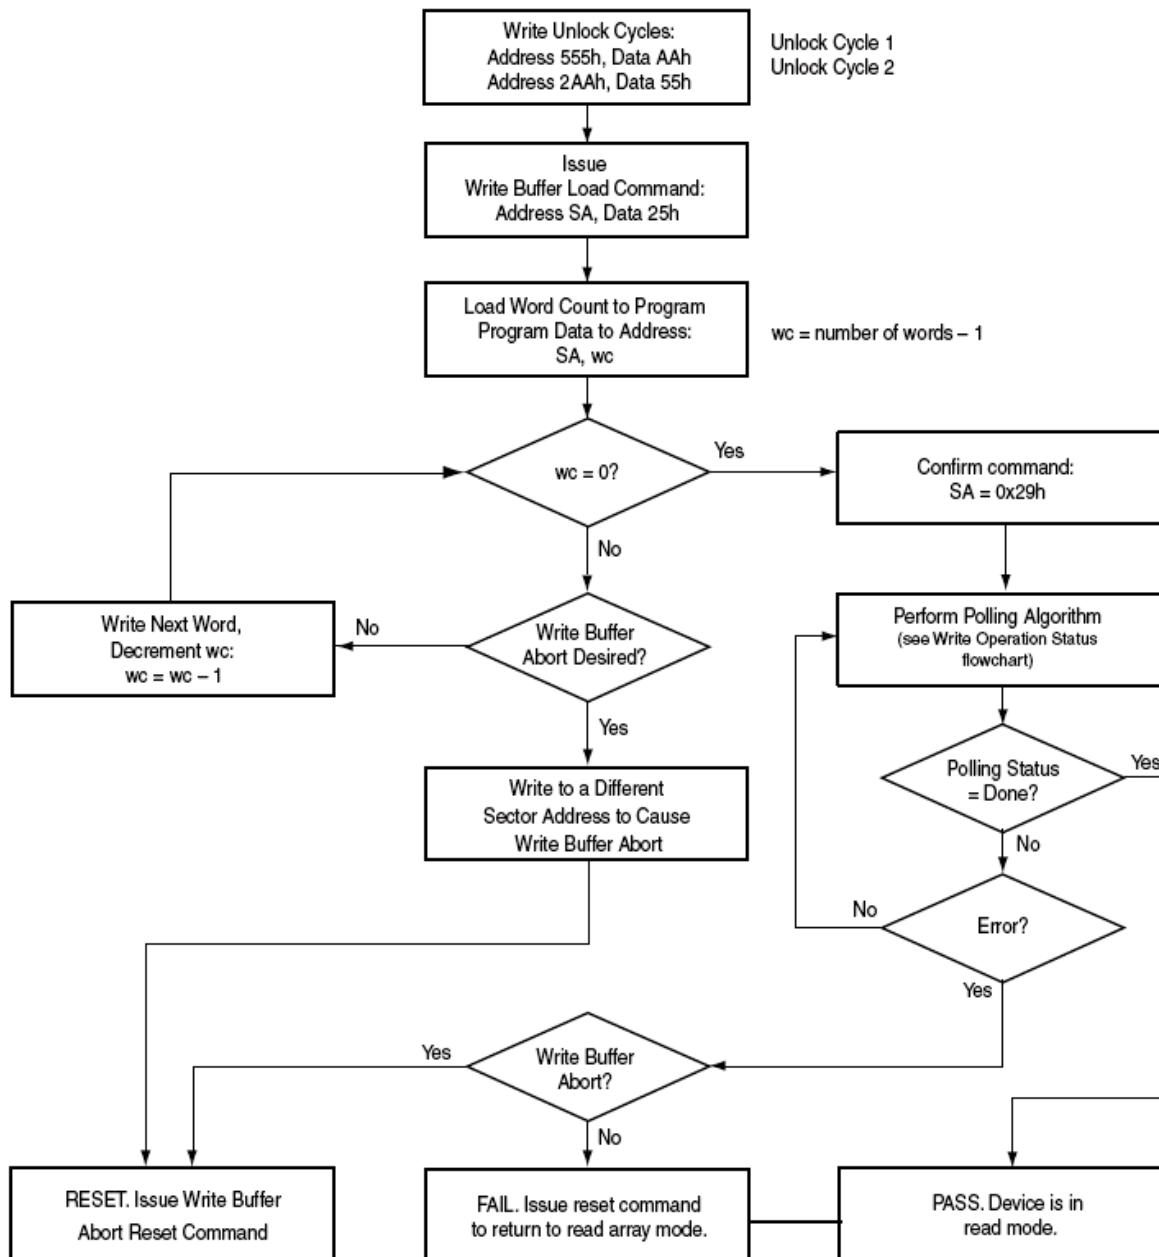 Write Unlock Cycles:
Address 555h, Data AAh
Address 2AAh, Data 55h
Unlock Cycle 1
Unlock Cycle 2
Issue
Write Buffer Load Command:
Address SA, Data 25h
Load Word Count to Program
Program Data to Address:
SA, wc
wc = number of words – 1
wc = 0?
Yes
Confirm command:
SA = 0x29h
No
Write Next Word,
Decrement wc:
wc = wc – 1
No
Write Buffer
Abort Desired?
Perform Polling Algorithm
(see Write Operation Status
flowchart)
Yes
Write to a Different
Sector Address to Cause
Write Buffer Abort
Polling Status
= Done?
Yes
No
No
Error?
Yes
Yes
Write Buffer
Abort?
No
RESET. Issue Write Buffer
Abort Reset Command
FAIL. Issue reset command
to return to read array mode.
PASS. Device is in
read mode.